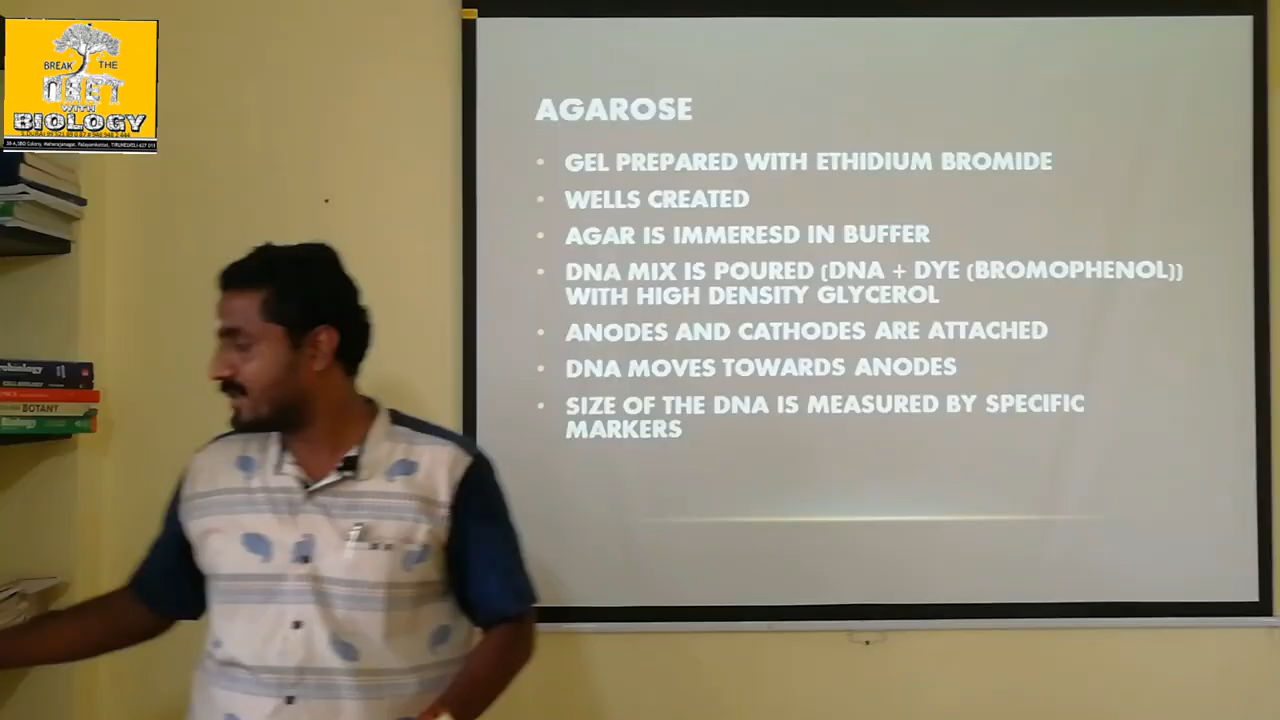 BREAK THE
NEET
WITH
BIOLOGY
AGAROSE
• GEL PREPARED WITH ETHIDIUM BROMIDE
• WELLS CREATED
• AGAR IS IMMERESD IN BUFFER
• DNA MIX IS POURED (DNA + DYE (BROMOPHENOL))
WITH HIGH DENSITY GLYCEROL
• ANODES AND CATHODES ARE ATTACHED
• DNA MOVES TOWARDS ANODES
• SIZE OF THE DNA IS MEASURED BY SPECIFIC
MARKERS
BOTANY